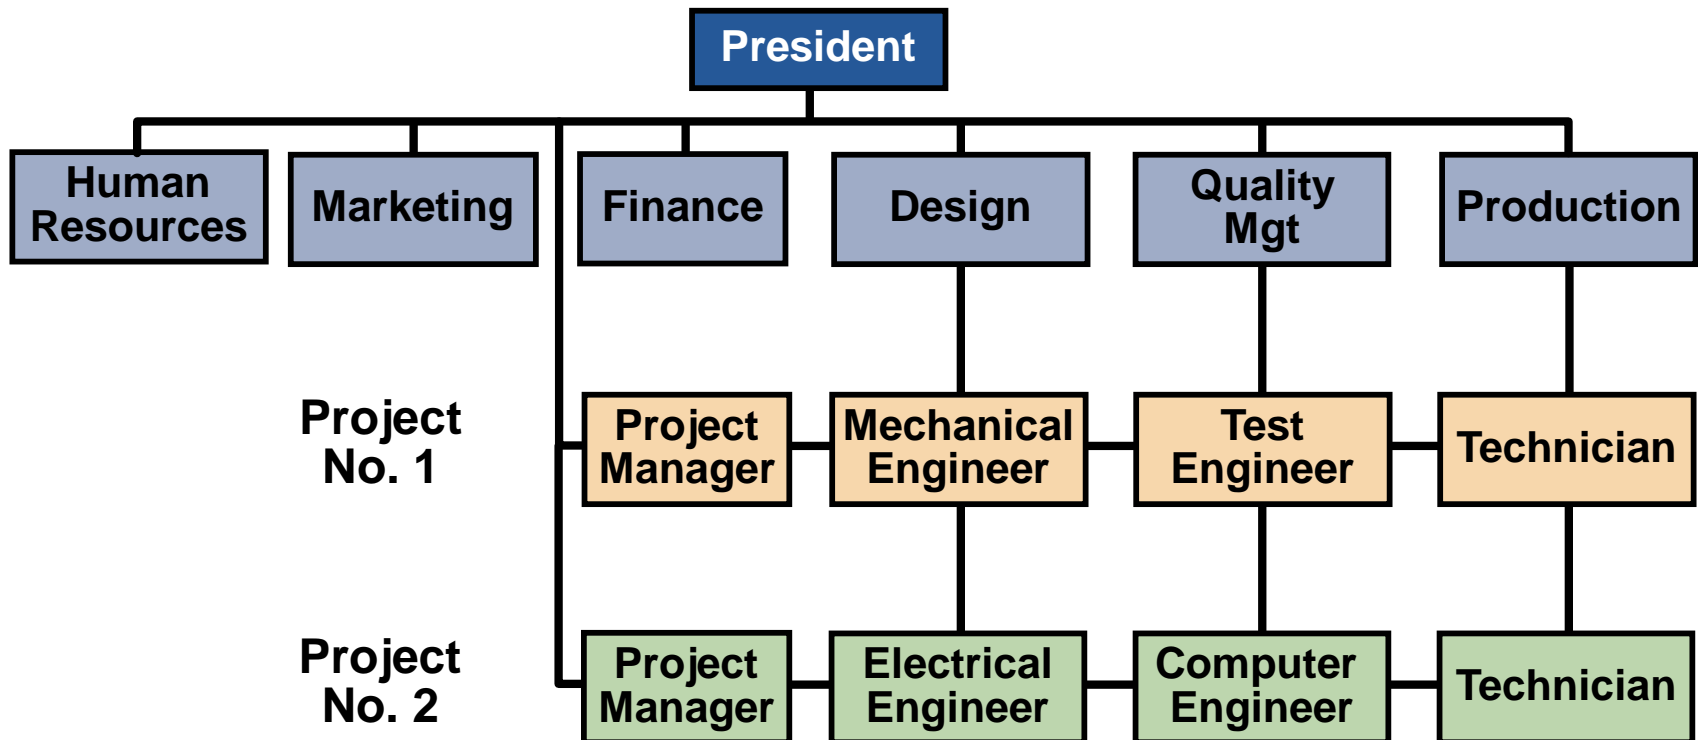 President
Human
Resources
Marketing
Finance
Design
Quality
Mgt
Production
Project
No. 1
Project
Manager
Mechanical
Engineer
Test
Engineer
Technician
Project
No. 2
Project
Manager
Electrical
Engineer
Computer
Engineer
Technician